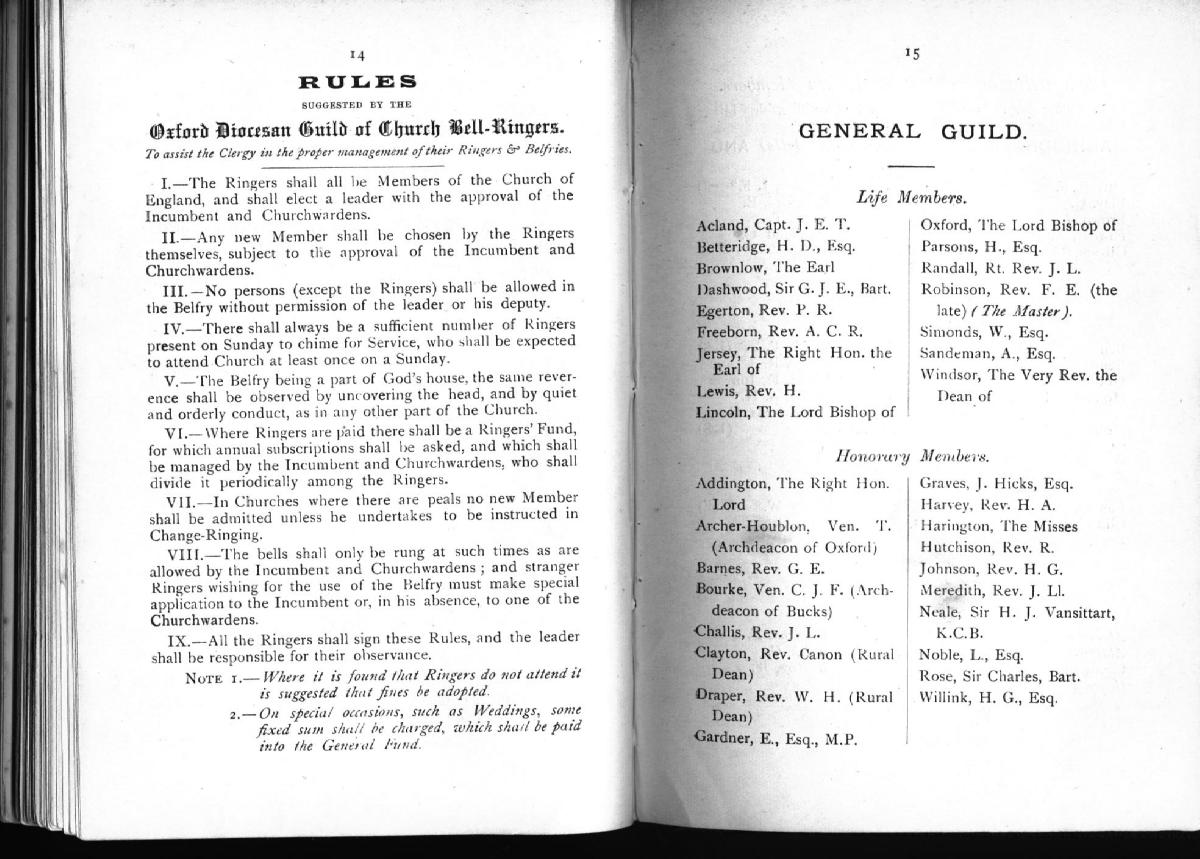 14
RULES
SUGGESTED BY THE
Oxford Diocesan Guild of Church Bell-Ringers.
To assist the Clergy in the proper management of their Ringers & Belfries.
I.—The Ringers shall all be Members of the Church of
England, and shall elect a leader with the approval of the
Incumbent and Churchwardens.
II.—Any new Member shall be chosen by the Ringers
themselves, subject to the approval of the Incumbent and
Churchwardens.
III.—No persons (except the Ringers) shall be allowed in
the Belfry without permission of the leader or his deputy.
IV.—There shall always be a sufficient number of Ringers
present on Sunday to chime for Service, who shall be expected
to attend Church at least once on a Sunday.
V.—The Belfry being a part of God's house, the same rever-
ence shall be observed by uncovering the head, and by quiet
and orderly conduct, as in any other part of the Church.
VI.—Where Ringers are paid there shall be a Ringers' Fund,
for which annual subscriptions shall be asked, and which shall
be managed by the Incumbent and Churchwardens, who shall
divide it periodically among the Ringers.
VII.—In Churches where there are peals no new Member
shall be admitted unless he undertakes to be instructed in
Change-Ringing.
VIII.—The bells shall only be rung at such times as are
allowed by the Incumbent and Churchwardens ; and stranger
Ringers wishing for the use of the Belfry must make special
application to the Incumbent or, in his absence, to one of the
Churchwardens.
IX.—All the Ringers shall sign these Rules, and the leader
shall be responsible for their observance.
NOTE 1.—Where it is found that Ringers do not attend it
is suggested that fines be adopted.
2.—On special occasions, such as Weddings, some
fixed sum shall be charged, which shall be paid
into the General Fund.
15
GENERAL GUILD.
Life Members.
Acland, Capt. J. E. T.
Betteridge, H. D., Esq.
Brownlow, The Earl
Dashwood, Sir G. J. E., Bart.
Egerton, Rev. P. R.
Freeborn, Rev. A. C. R.
Jersey, The Right Hon. the
Earl of
Lewis, Rev. H.
Lincoln, The Lord Bishop of
Oxford, The Lord Bishop of
Parsons, H., Esq.
Randall, Rt. Rev. J. L.
Robinson, Rev. F. E. (the
late) (The Master).
Simonds, W., Esq.
Sandeman, A., Esq.
Windsor, The Very Rev. the
Dean of
Honorary Members.
Addington, The Right Hon.
Lord
Archer-Houblon, Ven. T.
(Archdeacon of Oxford)
Barnes, Rev. G. E.
Bourke, Ven. C. J. F. (Arch-
deacon of Bucks)
Challis, Rev. J. L.
Clayton, Rev. Canon (Rural
Dean)
Draper, Rev. W. H. (Rural
Dean)
Gardner, E., Esq., M.P.
Graves, J. Hicks, Esq.
Harvey, Rev. H. A.
Harington, The Misses
Hutchison, Rev. R.
Johnson, Rev. H. G.
Meredith, Rev. J. Ll.
Neale, Sir H. J. Vansittart,
K.C.B.
Noble, L., Esq.
Rose, Sir Charles, Bart.
Willink, H. G., Esq.